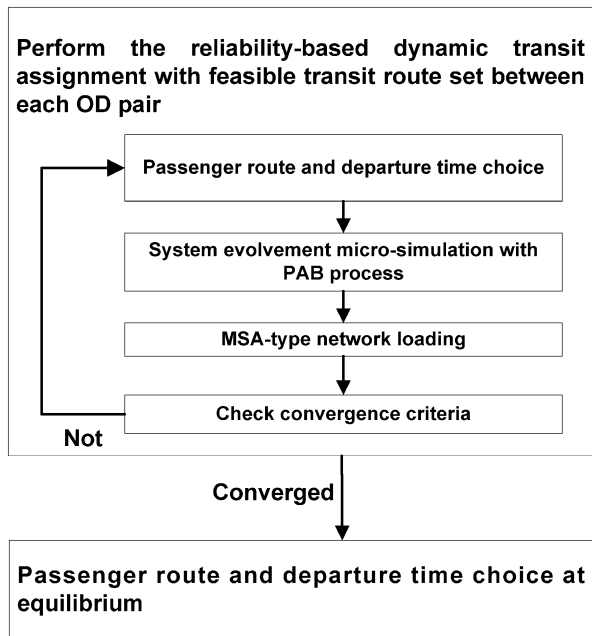 Perform the reliability-based dynamic transit
assignment with feasible transit route set between
each OD pair
Passenger route and departure time choice
System evolvement micro-simulation with
PAB process
MSA-type network loading
Check convergence criteria
Not
Converged
Passenger route and departure time choice at
equilibrium